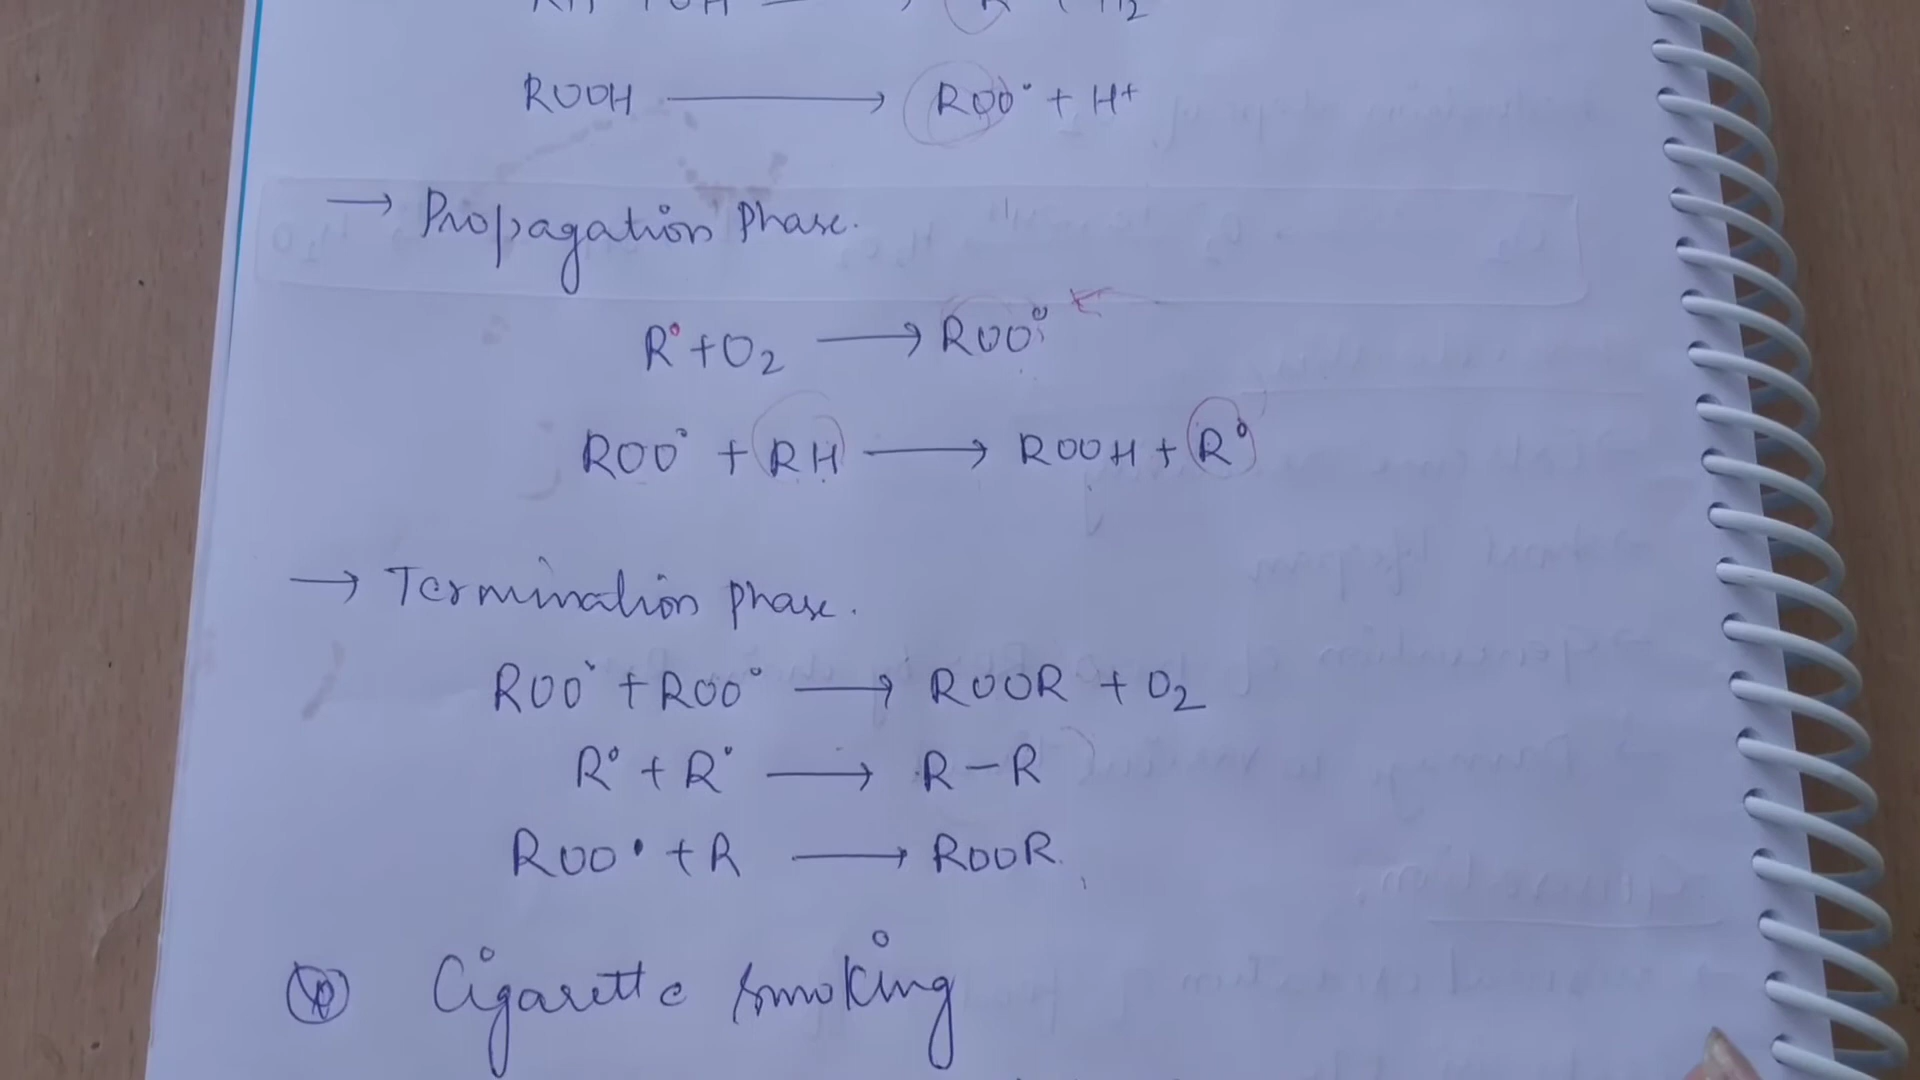 ROOH → ROO° + H+
→ Propagation Phase.
R° + O2 → ROO°
ROO° + RH → ROOH + R°
→ Termination phase.
ROO° + ROO° → ROOR + O2
R° + R° → R–R
ROO• + R → ROOR.
Cigarette smoking